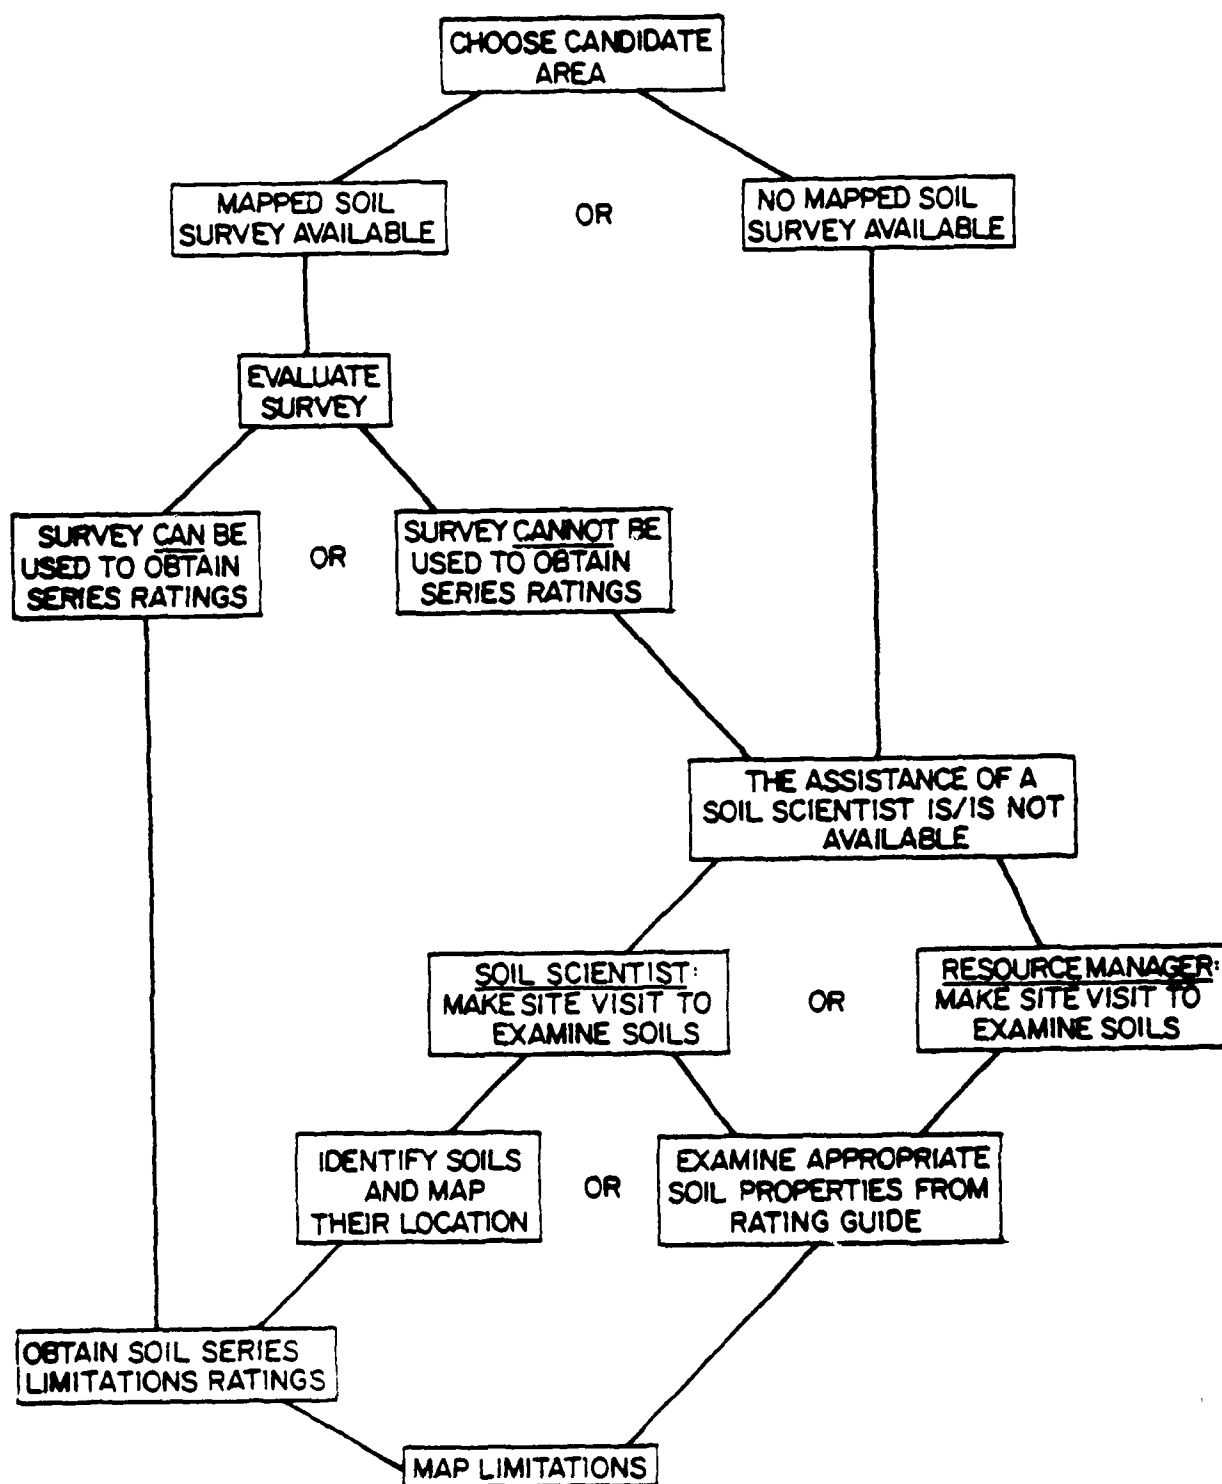 CHOOSE CANDIDATE
AREA
MAPPED SOIL
SURVEY AVAILABLE
OR
NO MAPPED SOIL
SURVEY AVAILABLE
EVALUATE
SURVEY
SURVEY CAN BE
USED TO OBTAIN
SERIES RATINGS
OR
SURVEY CANNOT BE
USED TO OBTAIN
SERIES RATINGS
THE ASSISTANCE OF A
SOIL SCIENTIST IS/IS NOT
AVAILABLE
SOIL SCIENTIST:
MAKE SITE VISIT TO
EXAMINE SOILS
OR
RESOURCE MANAGER:
MAKE SITE VISIT TO
EXAMINE SOILS
IDENTIFY SOILS
AND MAP
THEIR LOCATION
OR
EXAMINE APPROPRIATE
SOIL PROPERTIES FROM
RATING GUIDE
OBTAIN SOIL SERIES
LIMITATIONS RATINGS
MAP LIMITATIONS